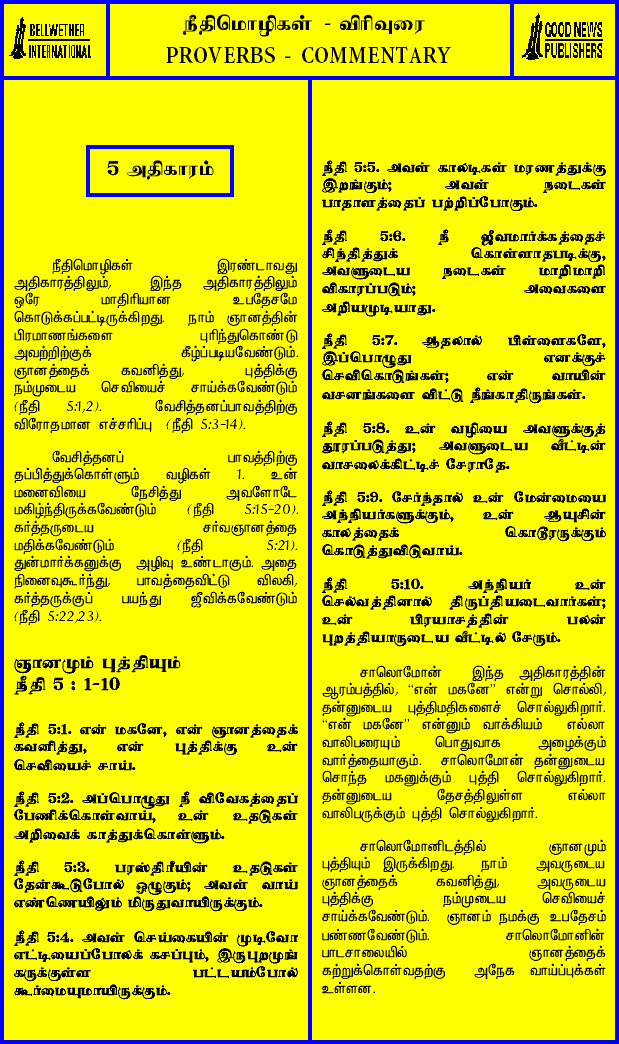 BELLWETHER
INTERNATIONAL
நீதிமொழிகள் - விரிவுரை
PROVERBS - COMMENTARY
GOOD NEWS
PUBLISHERS
5 அதிகாரம்
நீதிமொழிகள் இரண்டாவது
அதிகாரத்திலும், இந்த அதிகாரத்திலும்
ஒரே மாதிரியான உபதேசமே
கொடுக்கப்பட்டிருக்கிறது. நாம் ஞானத்தின்
பிரமாணங்களை புரிந்துகொண்டு
அவற்றிற்குக் கீழ்ப்படியவேண்டும்.
ஞானத்தைக் கவனித்து, புத்திக்கு
நம்முடைய செவியைச் சாய்க்கவேண்டும்
(நீதி 5:1,2). வேசித்தனப்பாவத்திற்கு
விரோதமான எச்சரிப்பு (நீதி 5:3-14).
வேசித்தனப் பாவத்திற்கு
தப்பித்துக்கொள்ளும் வழிகள் 1. உன்
மனைவியை நேசித்து அவளோடே
மகிழ்ந்திருக்கவேண்டும் (நீதி 5:15-20).
கர்த்தருடைய சர்வஞானத்தை
மதிக்கவேண்டும் (நீதி 5:21).
துன்மார்க்கனுக்கு அழிவு உண்டாகும். அதை
நினைவுகூர்ந்து, பாவத்தைவிட்டு விலகி,
கர்த்தருக்குப் பயந்து ஜீவிக்கவேண்டும்
(நீதி 5:22,23).
ஞானமும் புத்தியும்
நீதி 5 : 1-10
நீதி 5:1. என் மகனே, என் ஞானத்தைக்
கவனித்து, என் புத்திக்கு உன்
செவியைச் சாய்.
நீதி 5:2. அப்பொழுது நீ விவேகத்தைப்
பேணிக்கொள்வாய், உன் உதடுகள்
அறிவைக் காத்துக்கொள்ளும்.
நீதி 5:3. பரஸ்திரீயின் உதடுகள்
தேன்கூடுபோல் ஒழுகும்; அவள் வாய்
எண்ணெயிலும் மிருதுவாயிருக்கும்.
நீதி 5:4. அவள் செய்கையின் முடிவோ
எட்டியைப்போலக் கசப்பும், இருபுறமுங்
கருக்குள்ள பட்டயம்போல்
கூர்மையுமாயிருக்கும்.
நீதி 5:5. அவள் காலடிகள் மரணத்துக்கு
இறங்கும்; அவள் நடைகள்
பாதாளத்தைப் பற்றிப்போகும்.
நீதி 5:6. நீ ஜீவமார்க்கத்தைச்
சிந்தித்துக் கொள்ளாதபடிக்கு,
அவளுடைய நடைகள் மாறிமாறி
விகாரப்படும்; அவைகளை
அறியமுடியாது.
நீதி 5:7. ஆதலால் பிள்ளைகளே,
இப்பொழுது எனக்குச்
செவிகொடுங்கள்; என் வாயின்
வசனங்களை விட்டு நீங்காதிருங்கள்.
நீதி 5:8. உன் வழியை அவளுக்குத்
தூரப்படுத்து; அவளுடைய வீட்டின்
வாசலைக்கிட்டிச் சேராதே.
நீதி 5:9. சேர்ந்தால் உன் மேன்மையை
அந்நியர்களுக்கும், உன் ஆயுசின்
காலத்தைக் கொடூரருக்கும்
கொடுத்துவிடுவாய்.
நீதி 5:10. அந்நியர் உன்
செல்வத்தினால் திருப்தியடைவார்கள்;
உன் பிரயாசத்தின் பலன்
புறத்தியாருடைய வீட்டில் சேரும்.
சாலொமோன் இந்த அதிகாரத்தின்
ஆரம்பத்தில், “என் மகனே” என்று சொல்லி,
தன்னுடைய புத்திமதிகளைச் சொல்லுகிறார்.
“என் மகனே” என்னும் வாக்கியம் எல்லா
வாலிபரையும் பொதுவாக அழைக்கும்
வார்த்தையாகும். சாலொமோன் தன்னுடைய
சொந்த மகனுக்கும் புத்தி சொல்லுகிறார்.
தன்னுடைய தேசத்திலுள்ள எல்லா
வாலிபருக்கும் புத்தி சொல்லுகிறார்.
சாலொமோனிடத்தில் ஞானமும்
புத்தியும் இருக்கிறது. நாம் அவருடைய
ஞானத்தைக் கவனித்து, அவருடைய
புத்திக்கு நம்முடைய செவியைச்
சாய்க்கவேண்டும். ஞானம் நமக்கு உபதேசம்
பண்ணவேண்டும். சாலொமோனின்
பாடசாலையில் ஞானத்தைக்
கற்றுக்கொள்வதற்கு அநேக வாய்ப்புக்கள்
உள்ளன.